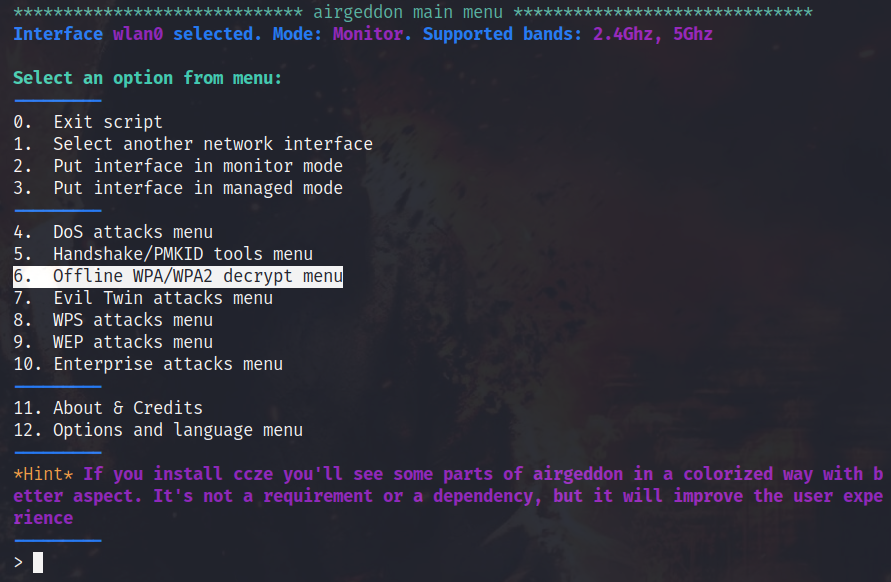 ***************************** airgeddon main menu ******************************
Interface wlan0 selected. Mode: Monitor. Supported bands: 2.4Ghz, 5Ghz
Select an option from menu:
---------
0.  Exit script
1.  Select another network interface
2.  Put interface in monitor mode
3.  Put interface in managed mode
---------
4.  DoS attacks menu
5.  Handshake/PMKID tools menu
6.  Offline WPA/WPA2 decrypt menu
7.  Evil Twin attacks menu
8.  WPS attacks menu
9.  WEP attacks menu
10. Enterprise attacks menu
---------
11. About & Credits
12. Options and language menu
---------
*Hint* If you install ccze you'll see some parts of airgeddon in a colorized way with b
etter aspect. It's not a requirement or a dependency, but it will improve the user expe
rience
---------
>